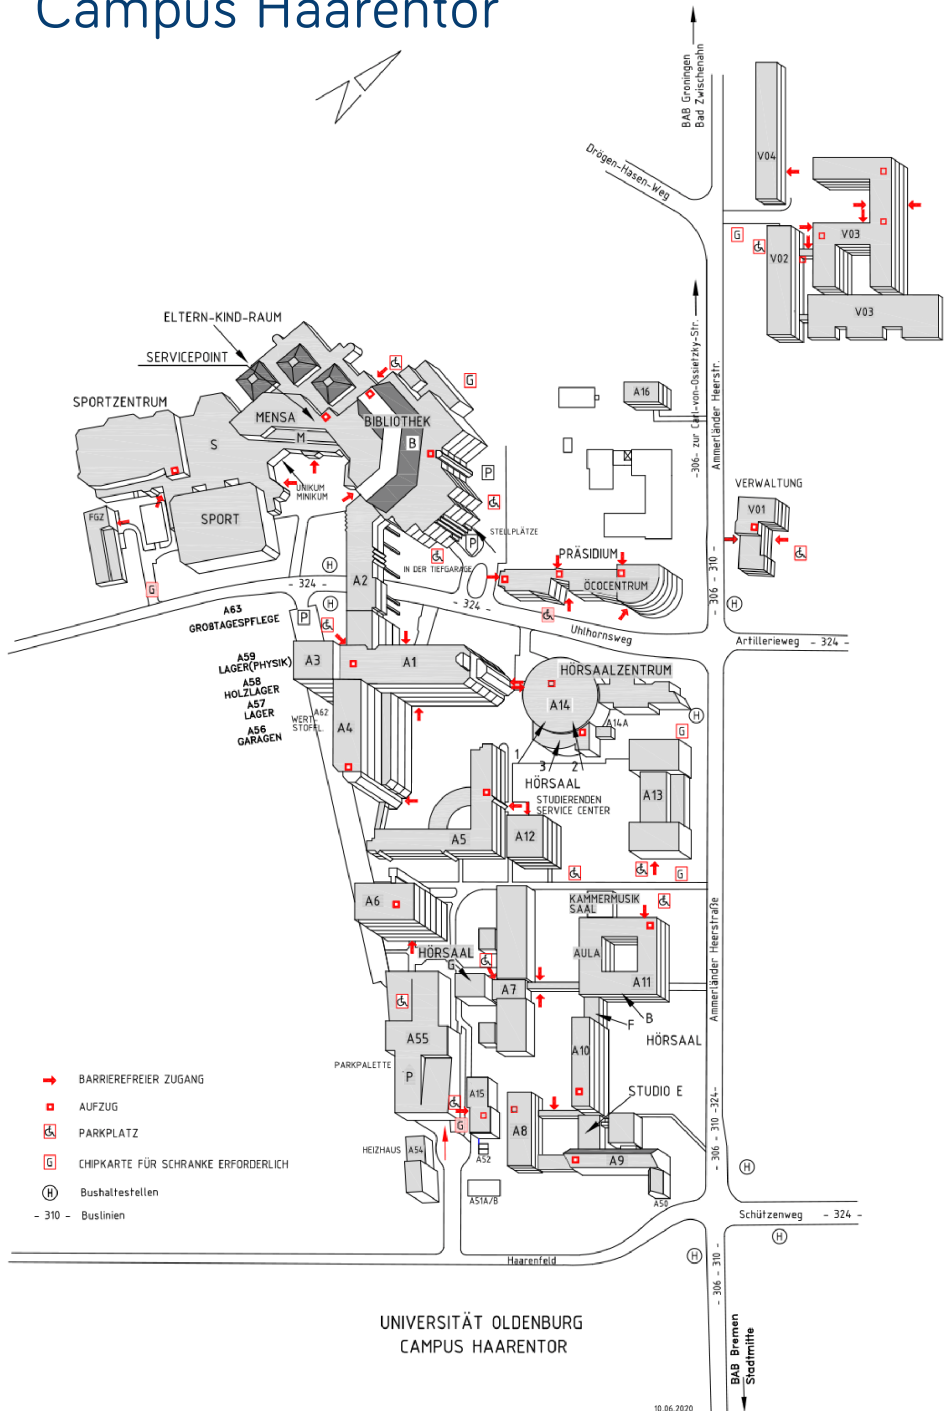 Campus Haarentor
BAB Groningen
Bad Zwischenahn
Drögen-Hasen-Weg
V04
V03
V02
V03
G
-306- zur Carl-von-Ossietzky-Str.
Ammerländer Heerstr.
ELTERN-KIND-RAUM
SERVICEPOINT
SPORTZENTRUM
MENSA
M
BIBLIOTHEK
B
G
A16
S
UNIKUM
MINIKUM
P
SPORT
FGZ
STELLPLÄTZE
P
IN DER TIEFGARAGE
VERWALTUNG
V01
PRÄSIDIUM
ÖCOCENTRUM
H
A2
- 324 -
- 324 -
G
H
P
- 306 - 310 -
H
A63
GROßTAGESPFLEGE
Uhlhornsweg
Artillerieweg - 324 -
A59
LAGER(PHYSIK)
A58
HOLZLAGER
A57
LAGER
A56
GARAGEN
A62
WERT-
STOFFL.
A3
A1
A4
HÖRSAALZENTRUM
A14
A14A
H
G
1
3
2
HÖRSAAL
STUDIERENDEN
SERVICE CENTER
A13
A5
A12
G
A6
KAMMERMUSIK
SAAL
AULA
A11
HÖRSAAL
G
A7
B
F
HÖRSAAL
Ammerländer Heerstraße
A55
PARKPALETTE
P
A10
STUDIO E
A15
G
A8
A9
A52
HEIZHAUS
A54
A51A/B
A50
- 306 - 310 -324-
H
BARRIEREFREIER ZUGANG
AUFZUG
PARKPLATZ
G CHIPKARTE FÜR SCHRANKE ERFORDERLICH
H Bushaltestellen
- 310 - Buslinien
Schützenweg - 324 -
H
H
Haarenfeld
- 306 - 310 -
UNIVERSITÄT OLDENBURG
CAMPUS HAARENTOR
BAB Bremen
Stadtmitte
10.06.2020